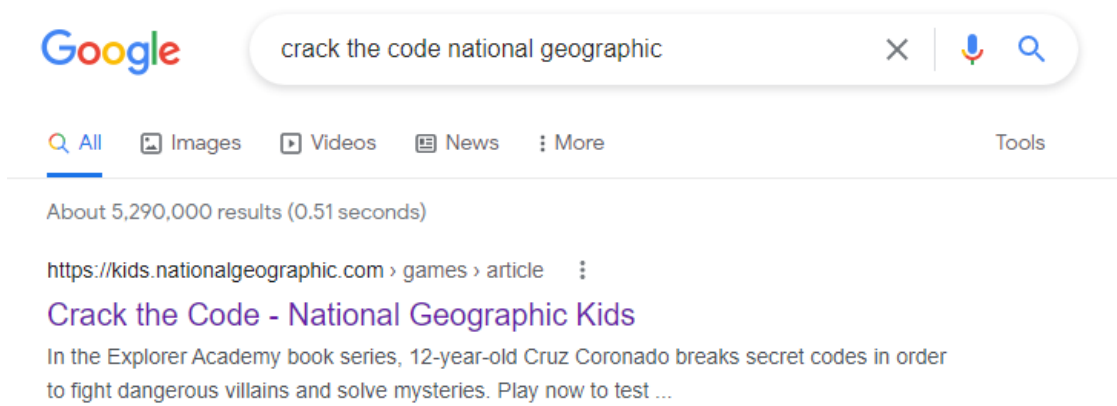 Google
crack the code national geographic
All Images Videos News More Tools
About 5,290,000 results (0.51 seconds)
https://kids.nationalgeographic.com › games › article
Crack the Code - National Geographic Kids
In the Explorer Academy book series, 12-year-old Cruz Coronado breaks secret codes in order
to fight dangerous villains and solve mysteries. Play now to test ...